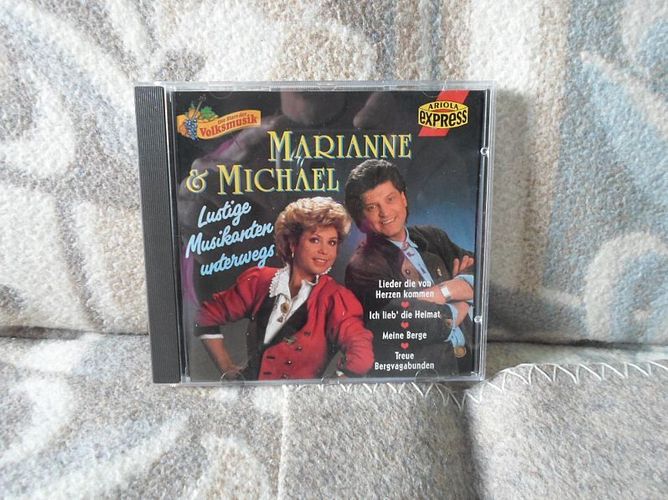 Die Stars der
Volksmusik
ARIOLA
EXPRESS
MARIANNE
& MICHAEL
Lustige
Musikanten
unterwegs
Lieder die von
Herzen kommen
Ich lieb' die Heimat
Meine Berge
Treue
Bergvagabunden